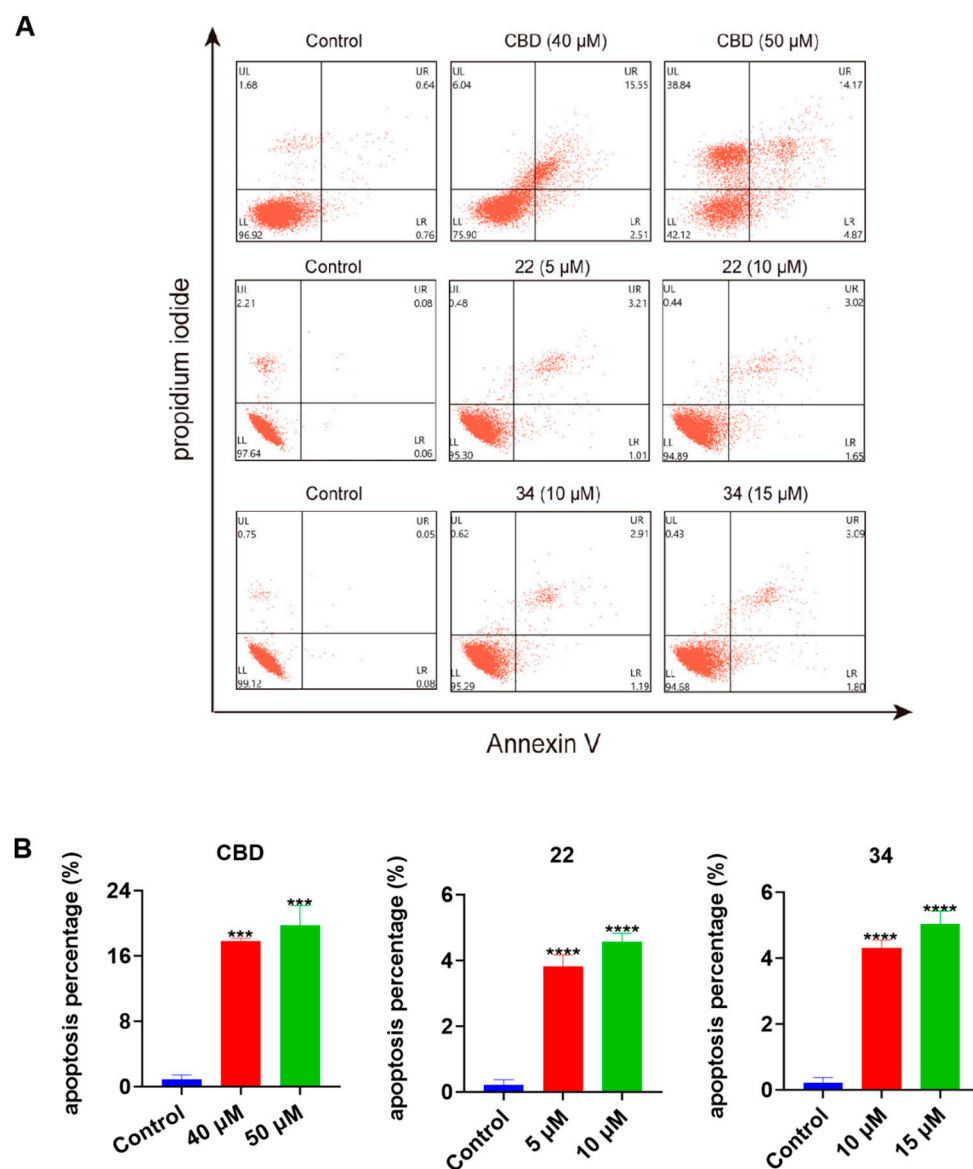 A
Control
CBD (40 µM)
CBD (50 µM)
UL
1.68
UR
0.64
LL
96.92
LR
0.76
UL
6.04
UR
15.55
LL
75.90
LR
2.51
UL
38.84
UR
14.17
LL
42.12
LR
4.87
Control
22 (5 µM)
22 (10 µM)
UL
2.21
UR
0.08
LL
97.64
LR
0.06
UL
0.48
UR
3.21
LL
95.30
LR
1.01
UL
0.44
UR
3.02
LL
94.89
LR
1.65
Control
34 (10 µM)
34 (15 µM)
UL
0.75
UR
0.05
LL
99.12
LR
0.08
UL
0.62
UR
2.91
LL
95.29
LR
1.19
UL
0.43
UR
3.09
LL
94.68
LR
1.80
propidium iodide
Annexin V
B
CBD
apoptosis percentage (%)
24
16
8
0
***
***
Control
40 µM
50 µM
22
apoptosis percentage (%)
6
4
2
0
****
****
Control
5 µM
10 µM
34
apoptosis percentage (%)
6
4
2
0
****
****
Control
10 µM
15 µM